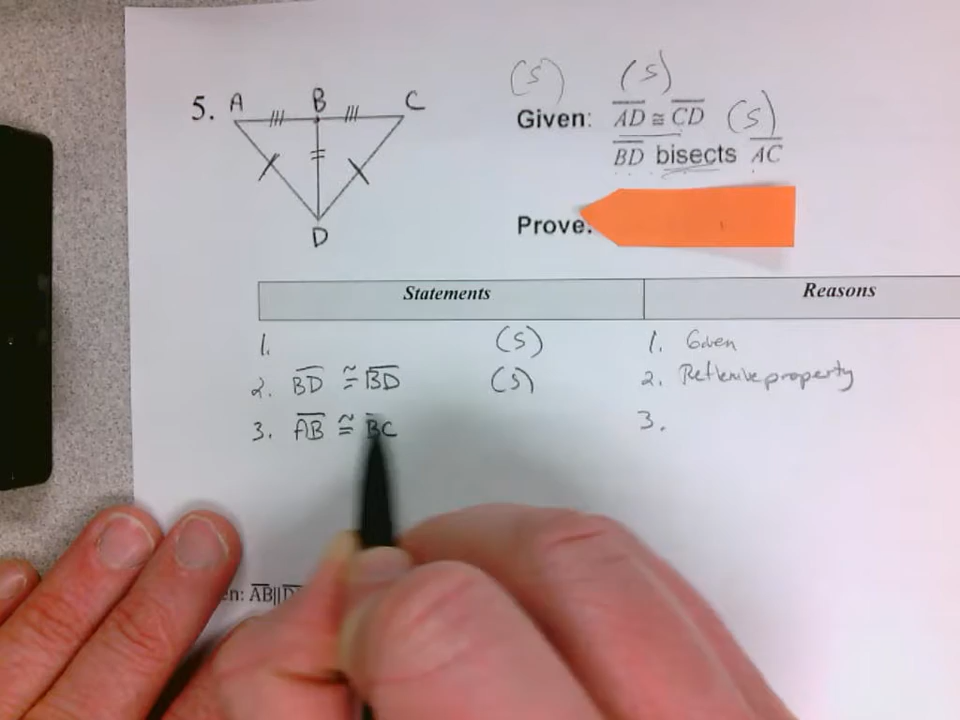 5. A B C
D
(S) (S)
Given: AD ≅ CD (S)
BD bisects AC
Prove:
Statements Reasons
1. (S) 1. Given
2. BD ≅ BD (S) 2. Reflexive property
3. AB ≅ BC 3.
en: AB||D